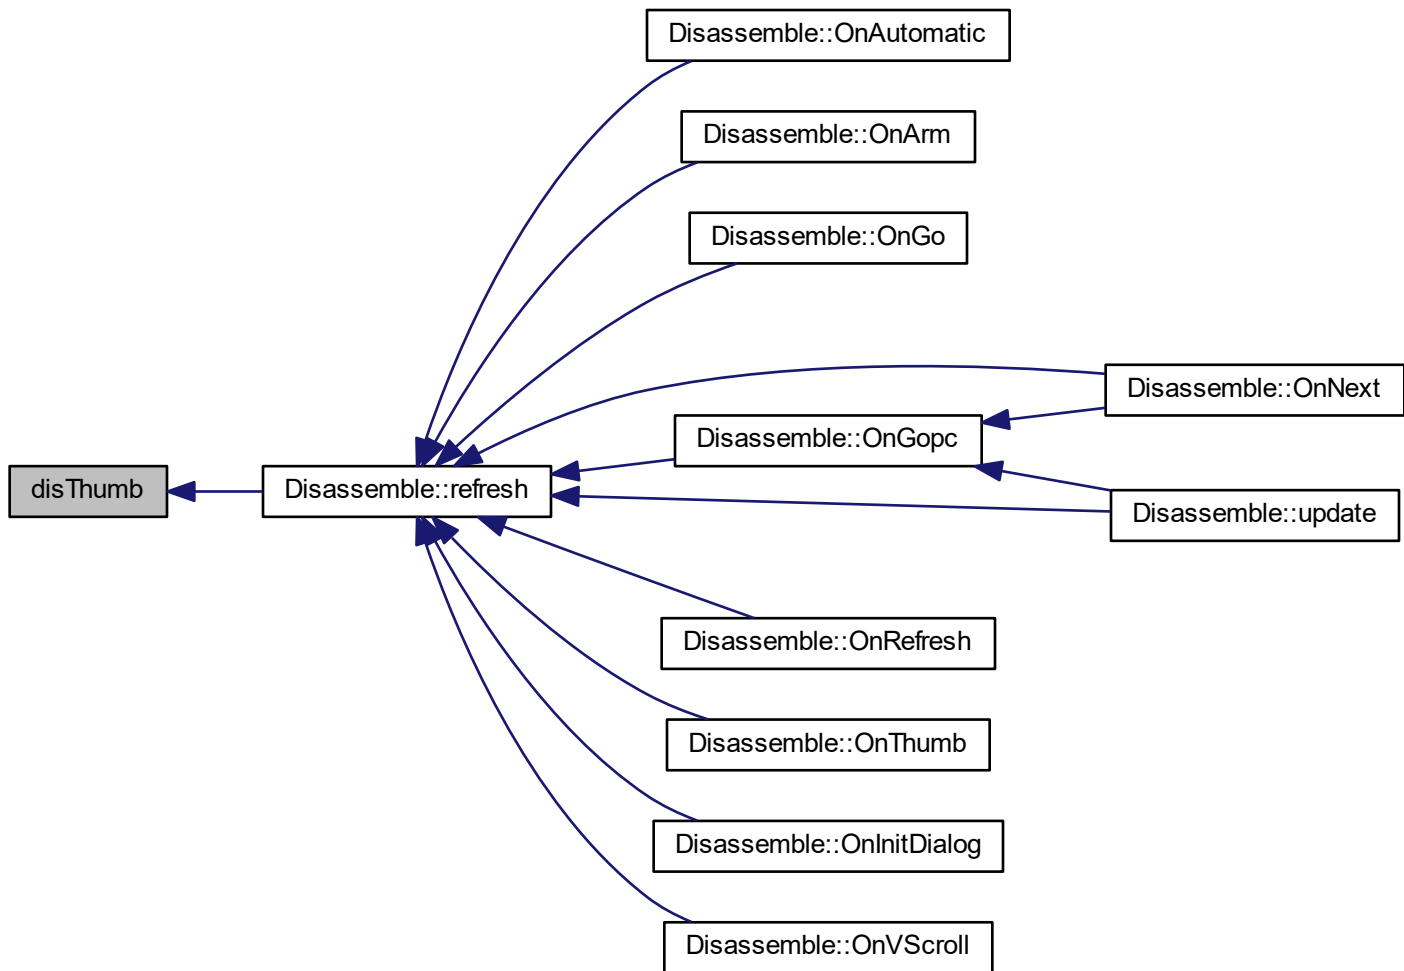 Disassemble::OnAutomatic
Disassemble::OnArm
Disassemble::OnGo
Disassemble::OnNext
Disassemble::OnGopc
disThumb
Disassemble::refresh
Disassemble::update
Disassemble::OnRefresh
Disassemble::OnThumb
Disassemble::OnInitDialog
Disassemble::OnVScroll